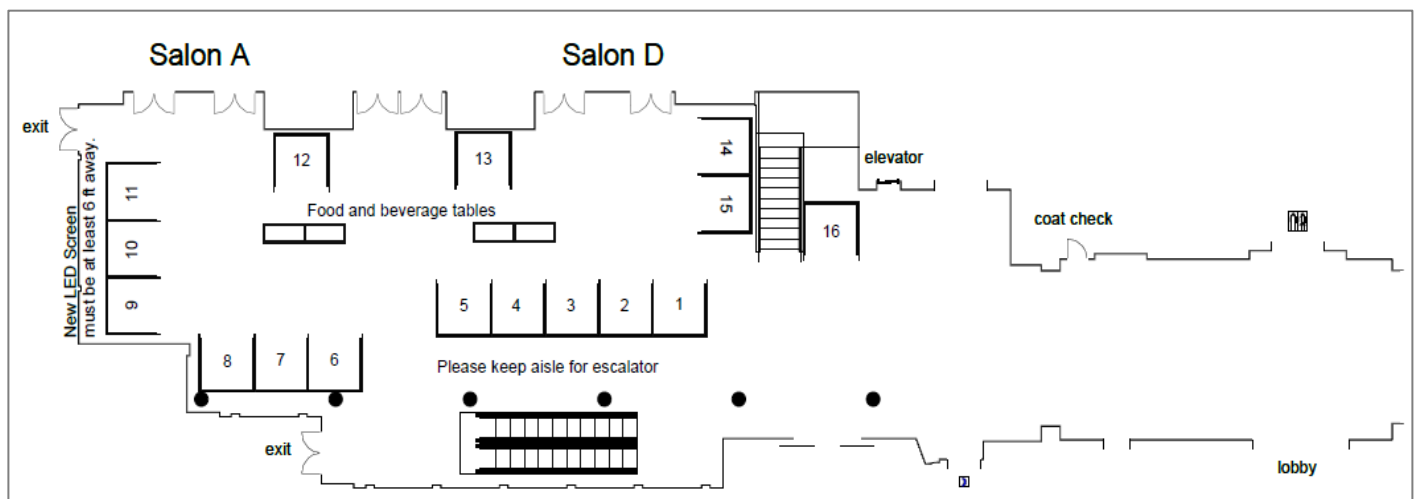 Salon A
Salon D
exit
New LED Screen
must be at least 6 ft away.
11
10
9
12
13
14
15
16
elevator
coat check
Food and beverage tables
5
4
3
2
1
8
7
6
Please keep aisle for escalator
exit
lobby